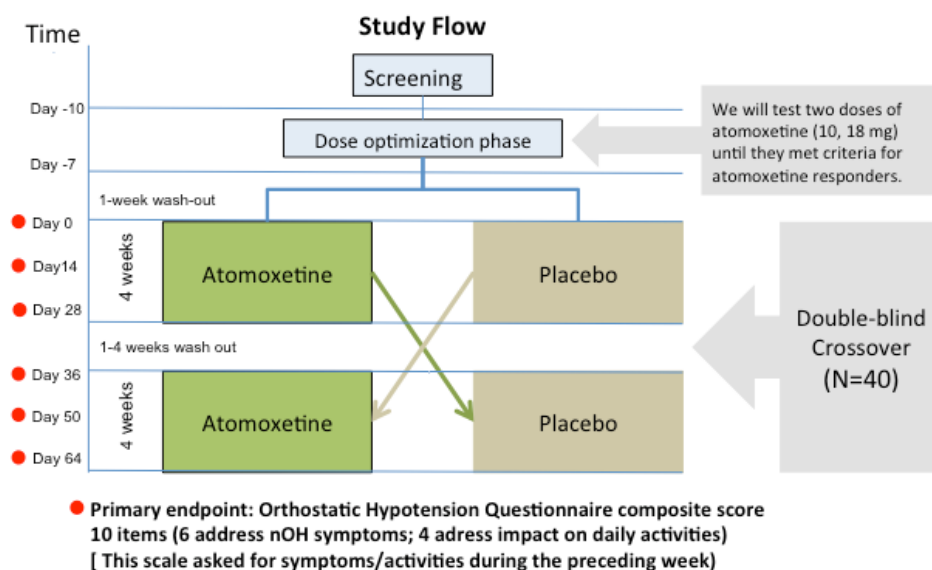 Study Flow
Time
Screening
Day -10
We will test two doses of
atomoxetine (10, 18 mg)
until they met criteria for
atomoxetine responders.
Dose optimization phase
Day -7
1-week wash-out
Day 0
4 weeks
Atomoxetine
Placebo
Day14
Day 28
Double-blind
Crossover
(N=40)
1-4 weeks wash out
Day 36
4 weeks
Atomoxetine
Placebo
Day 50
Day 64
Primary endpoint: Orthostatic Hypotension Questionnaire composite score
10 items (6 address nOH symptoms; 4 adress impact on daily activities)
[ This scale asked for symptoms/activities during the preceding week)